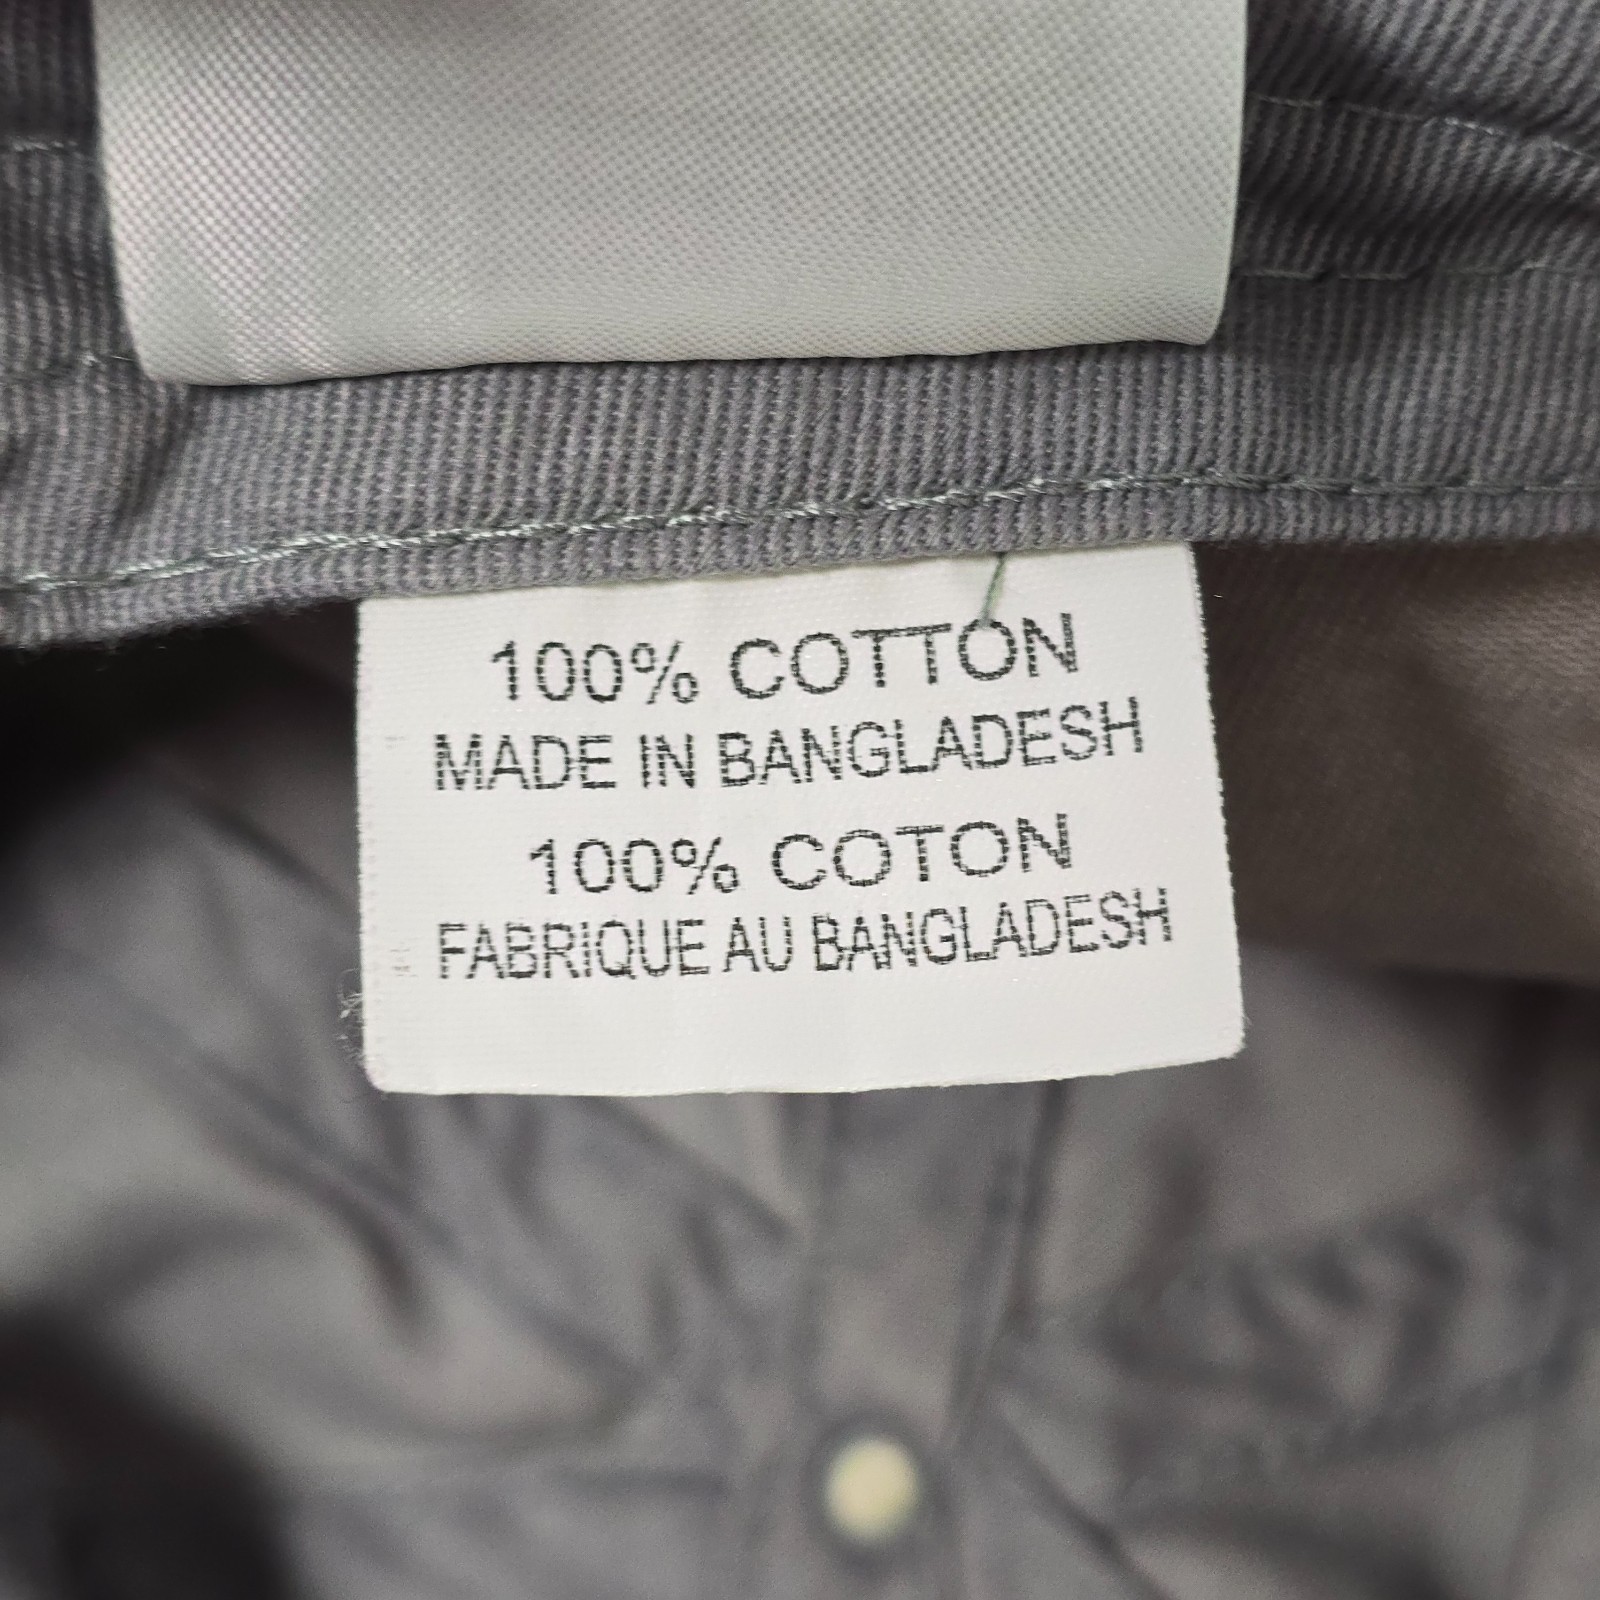 100% COTTON
MADE IN BANGLADESH
100% COTON
FABRIQUE AU BANGLADESH